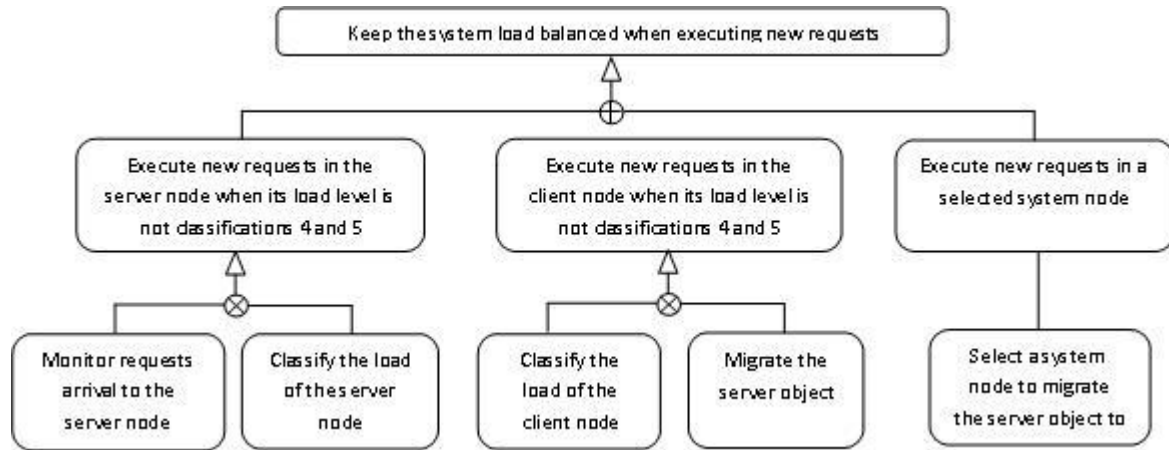 Keep the system load balanced when executing new requests
Execute new requests in the
server node when its load level is
not classifications 4 and 5
Execute new requests in the
client node when its load level is
not classifications 4 and 5
Execute new requests in a
selected system node
Monitor requests
arrival to the
server node
Classify the load
of the server
node
Classify the
load of the
client node
Migrate the
server object
Select a system
node to migrate
the server object to